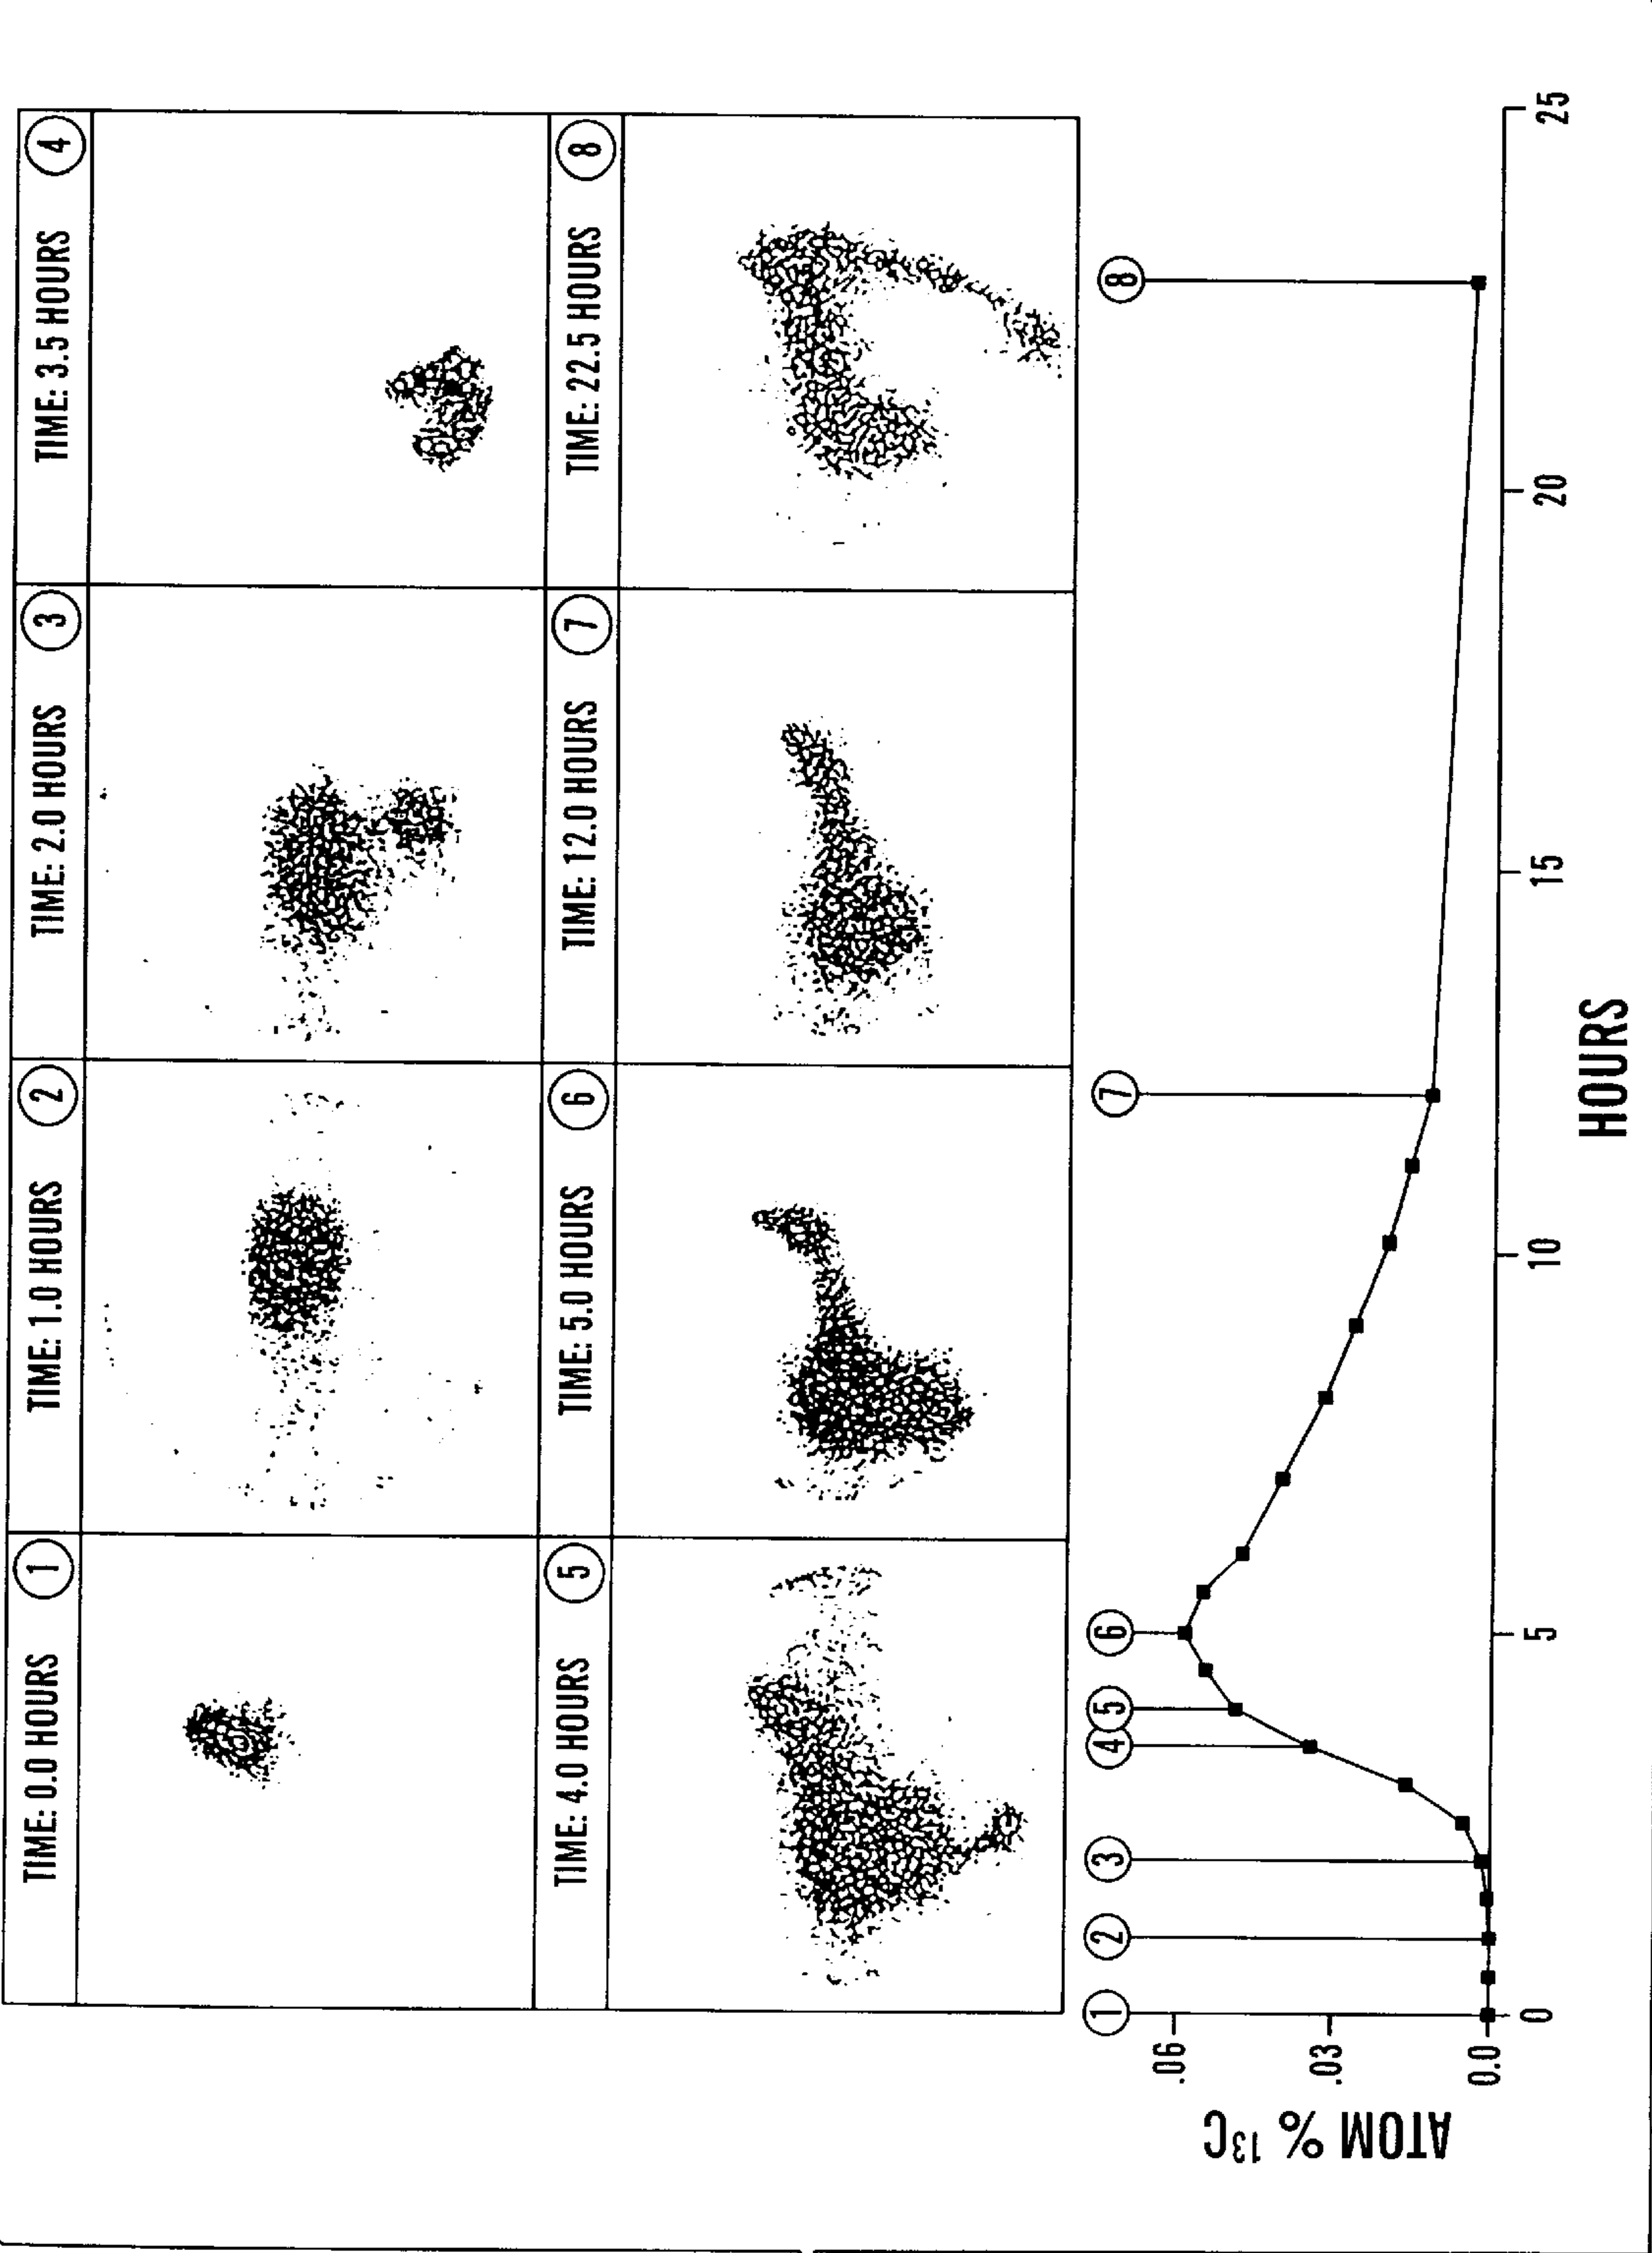 TIME: 0.0 HOURS 1
TIME: 1.0 HOURS 2
TIME: 2.0 HOURS 3
TIME: 3.5 HOURS 4
TIME: 4.0 HOURS 5
TIME: 5.0 HOURS 6
TIME: 12.0 HOURS 7
TIME: 22.5 HOURS 8
1 2 3 4 5 6 7 8
ATOM % ¹³C
.06
.03
0.0
0 5 10 15 20 25
HOURS